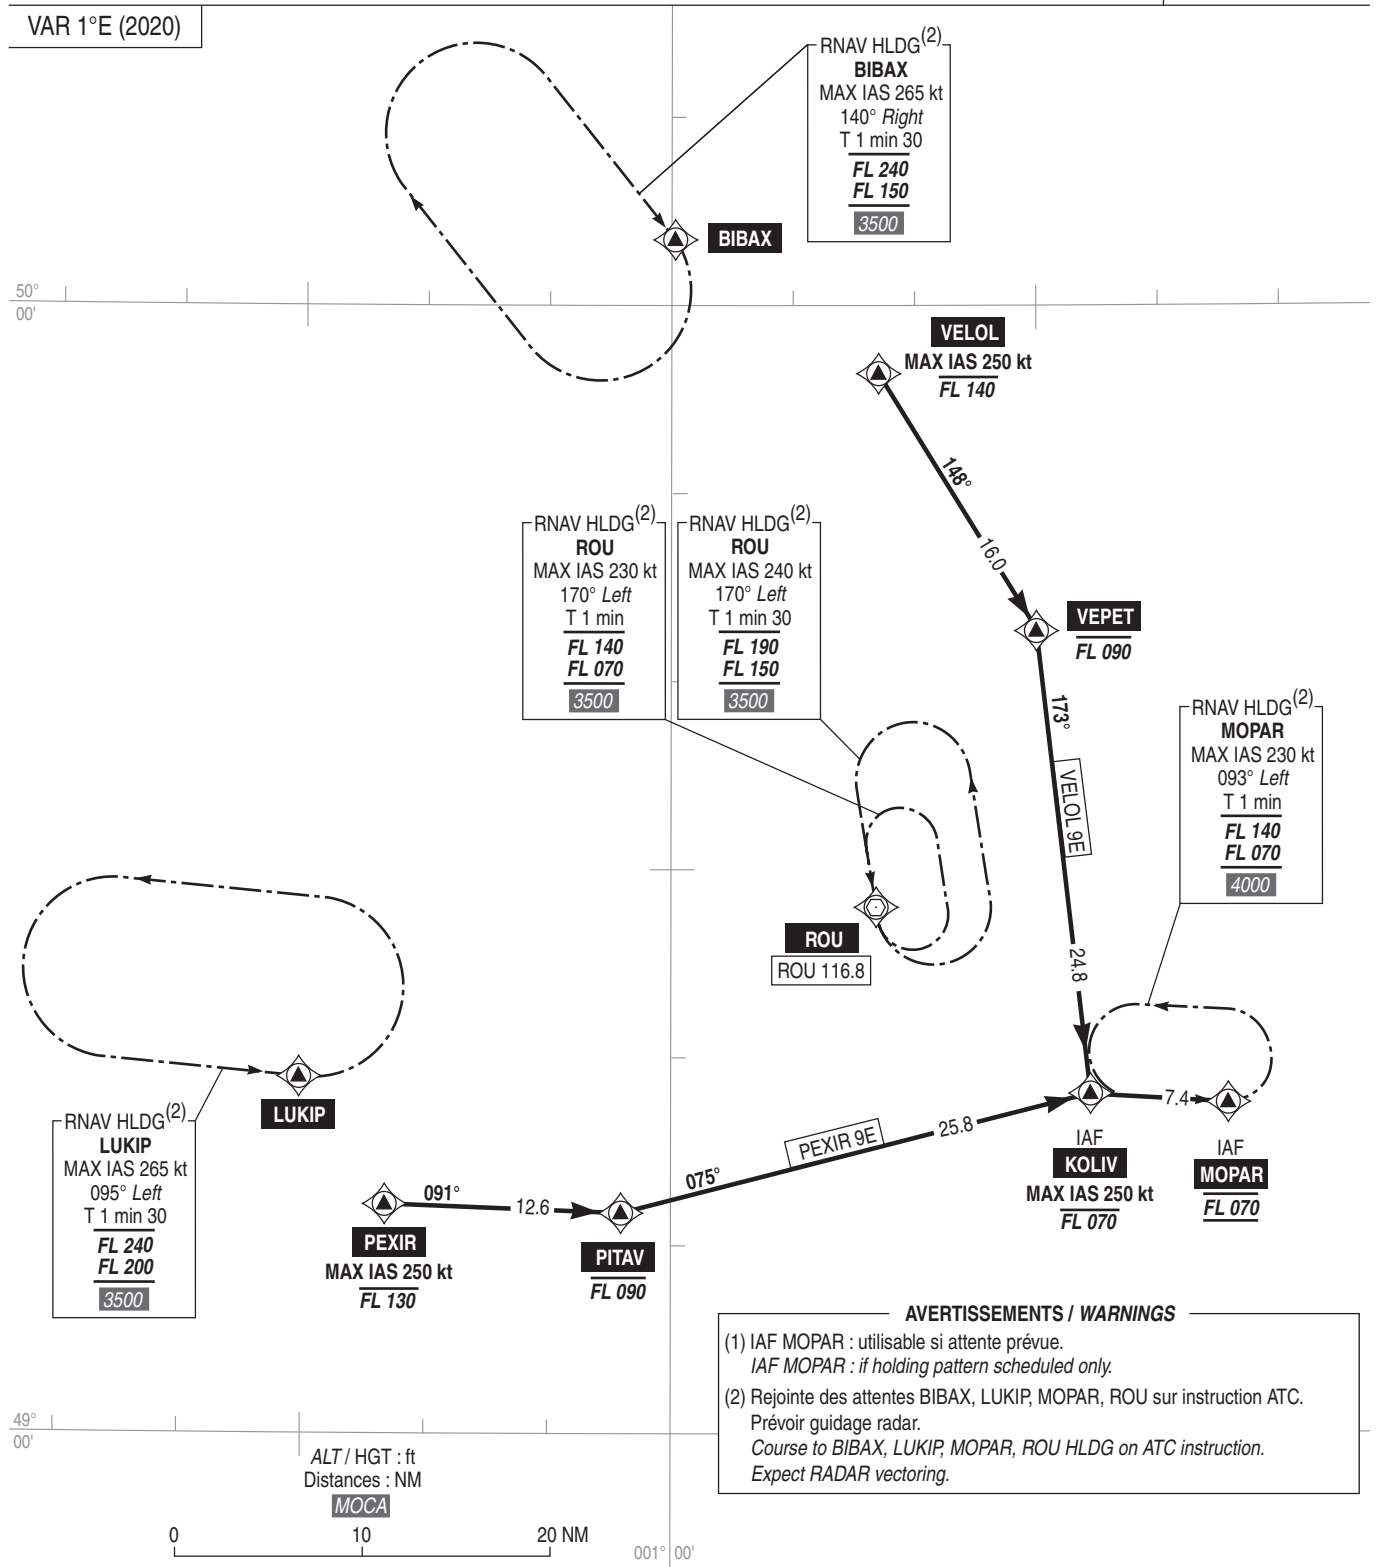 VAR 1°E (2020)
RNAV HLDG(2)
BIBAX
MAX IAS 265 kt
140° Right
T 1 min 30
FL 240
FL 150
3500
BIBAX
50°
00'
VELOL
MAX IAS 250 kt
FL 140
148°
16.0
RNAV HLDG(2)
ROU
MAX IAS 230 kt
170° Left
T 1 min
FL 140
FL 070
3500
RNAV HLDG(2)
ROU
MAX IAS 240 kt
170° Left
T 1 min 30
FL 190
FL 150
3500
VEPET
FL 090
173°
VELOL 9E
24.8
RNAV HLDG(2)
MOPAR
MAX IAS 230 kt
093° Left
T 1 min
FL 140
FL 070
4000
ROU
ROU 116.8
LUKIP
RNAV HLDG(2)
LUKIP
MAX IAS 265 kt
095° Left
T 1 min 30
FL 240
FL 200
3500
091°
12.6
PEXIR
MAX IAS 250 kt
FL 130
PITAV
FL 090
075°
PEXIR 9E
25.8
7.4
IAF
KOLIV
MAX IAS 250 kt
FL 070
IAF
MOPAR
FL 070
AVERTISSEMENTS / WARNINGS
(1) IAF MOPAR : utilisable si attente prévue.
IAF MOPAR : if holding pattern scheduled only.
(2) Rejointe des attentes BIBAX, LUKIP, MOPAR, ROU sur instruction ATC.
Prévoir guidage radar.
Course to BIBAX, LUKIP, MOPAR, ROU HLDG on ATC instruction.
Expect RADAR vectoring.
49°
00'
ALT / HGT : ft
Distances : NM
MOCA
0 10 20 NM
001° 00'